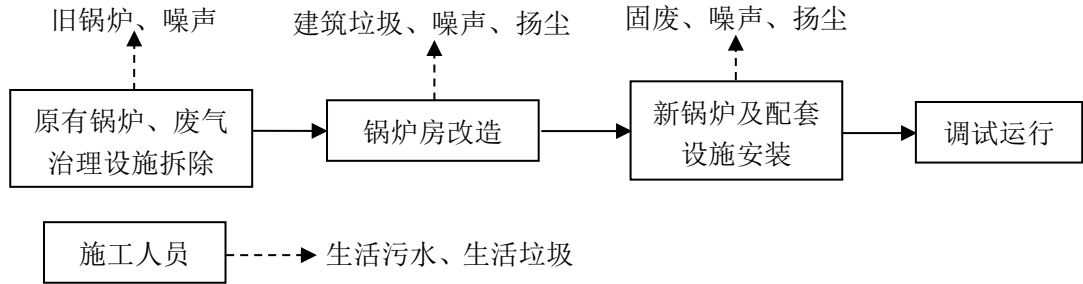 旧锅炉、噪声
建筑垃圾、噪声、扬尘
固废、噪声、扬尘
原有锅炉、废气
治理设施拆除
锅炉房改造
新锅炉及配套
设施安装
调试运行
施工人员
生活污水、生活垃圾